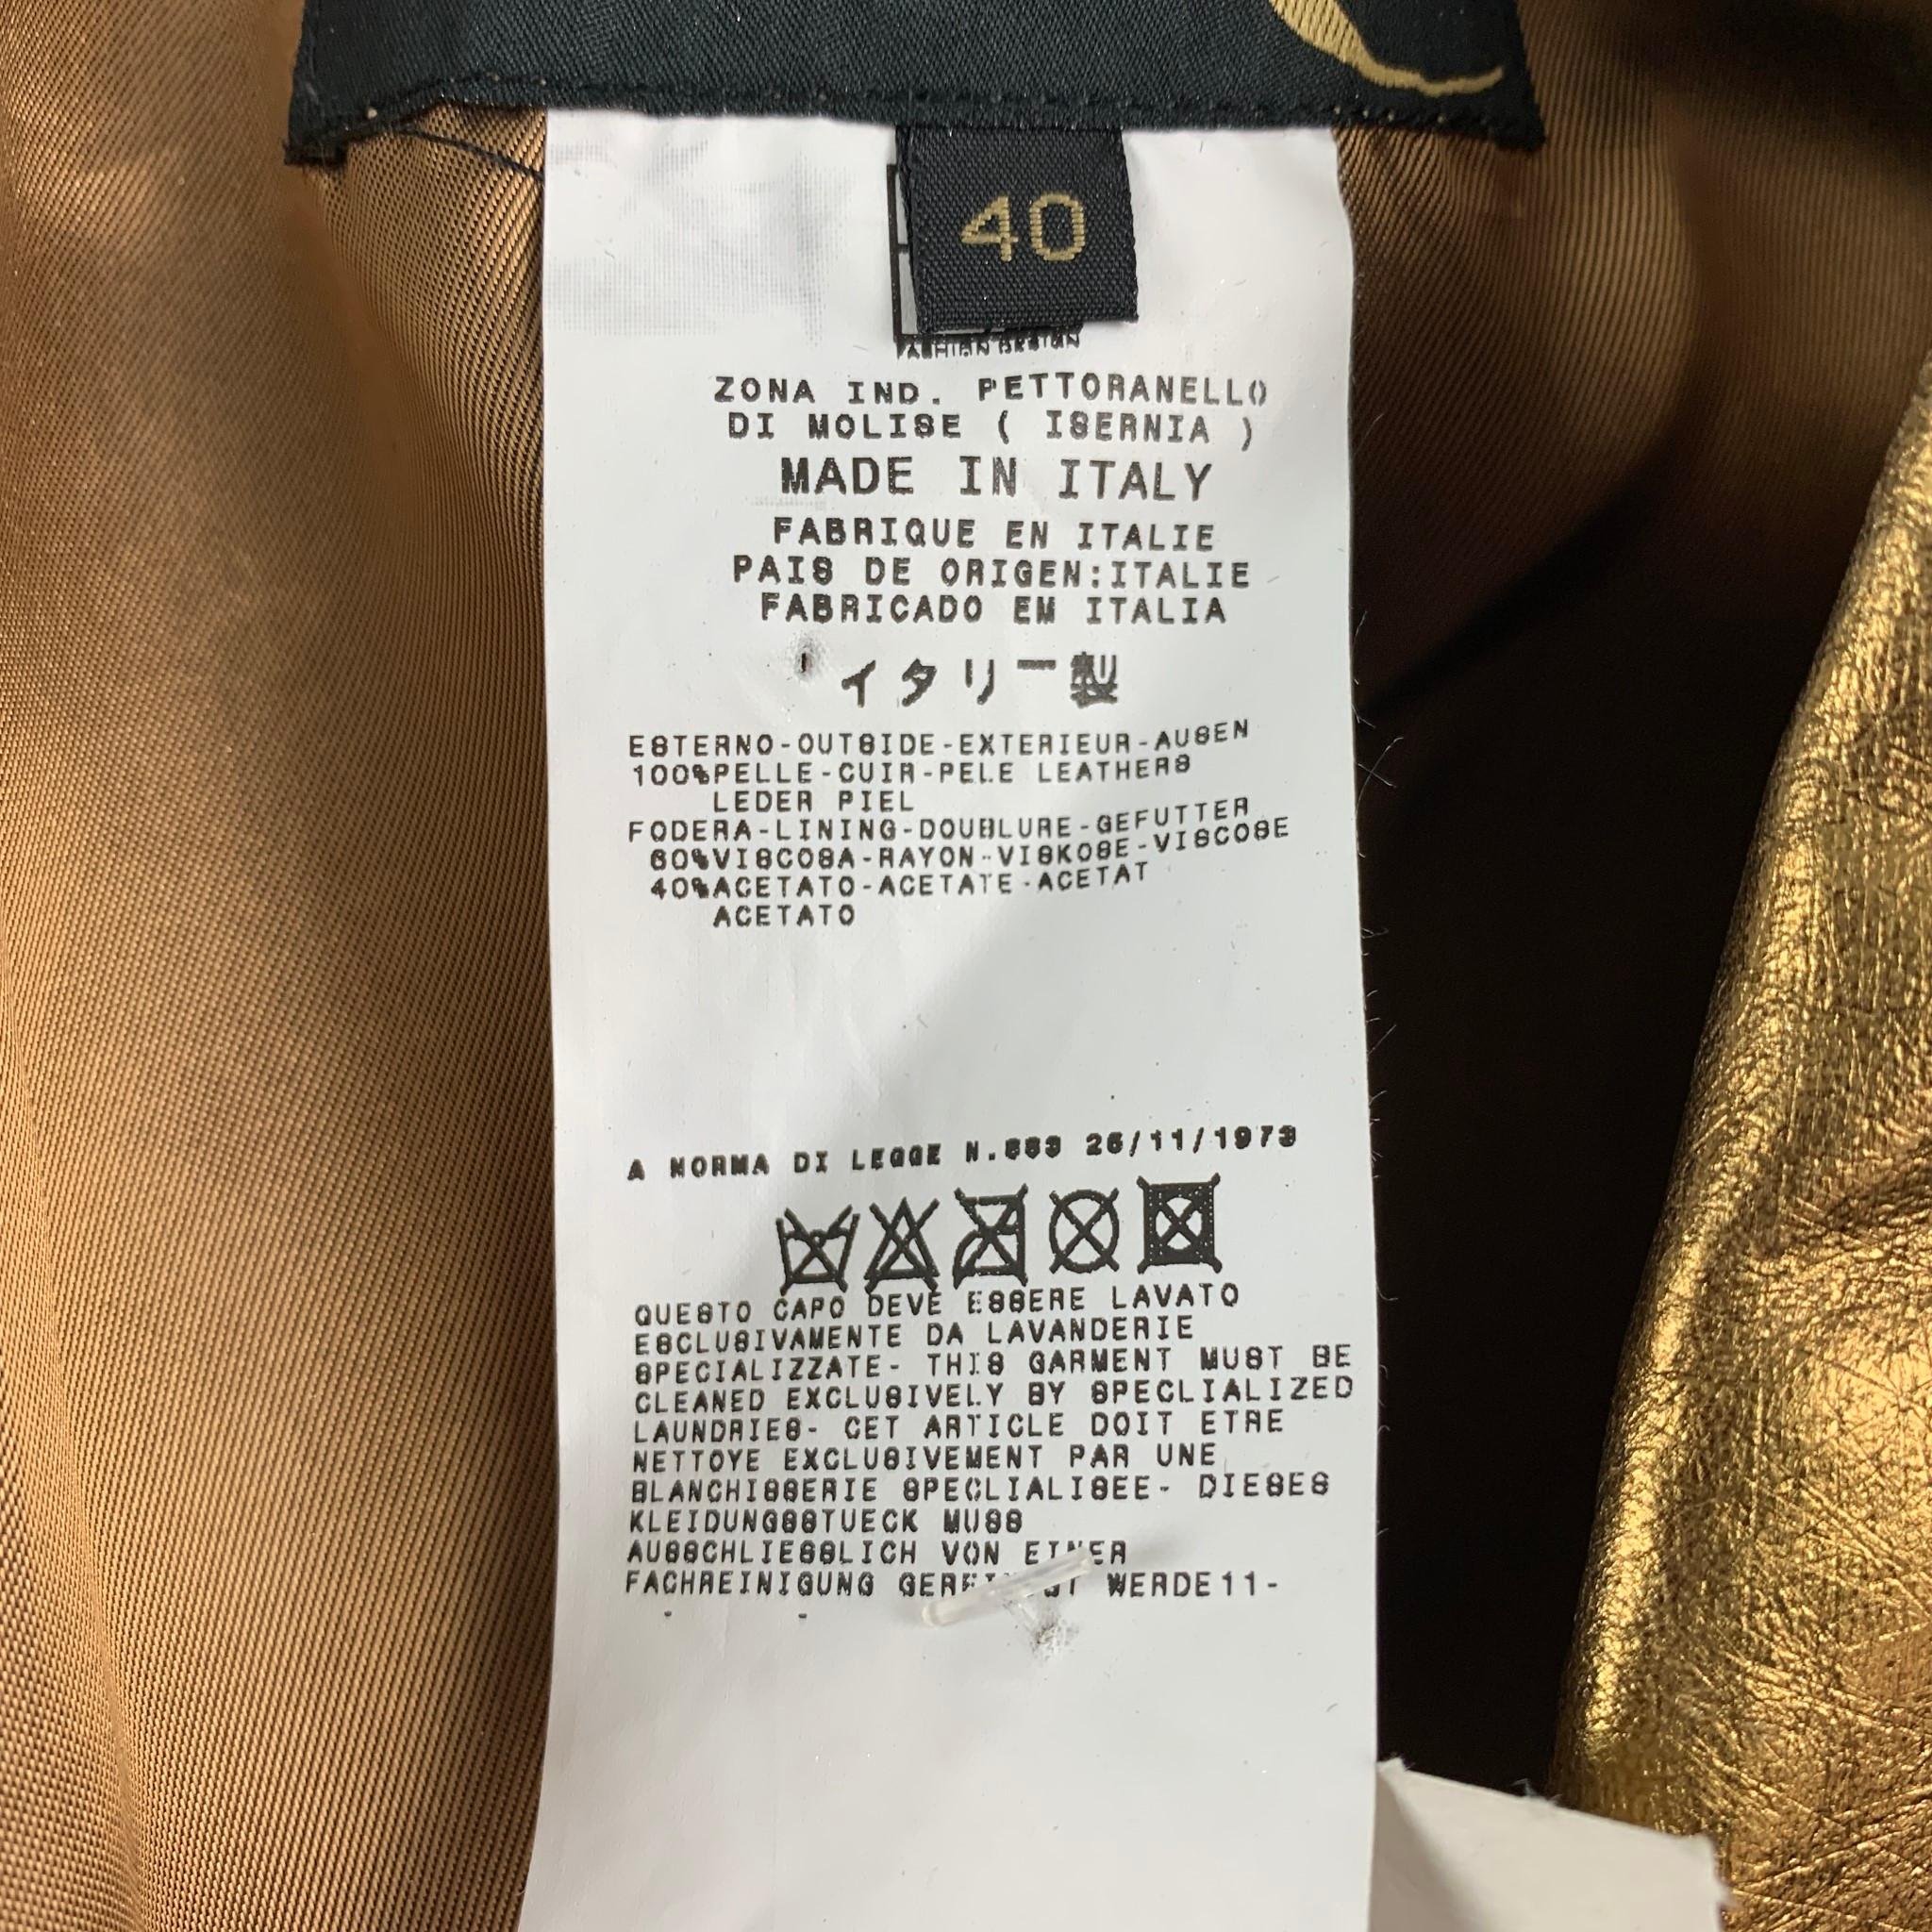 40
FASHION DESIGN
ZONA IND. PETTORANELLO
DI MOLISE ( ISERNIA )
MADE IN ITALY
FABRIQUE EN ITALIE
PAIS DE ORIGEN:ITALIE
FABRICADO EM ITALIA
イタリー製
ESTERNO-OUTSIDE-EXTERIEUR-AUSEN
100%PELLE-CUIR-PELE LEATHERS
LEDER PIEL
FODERA-LINING-DOUBLURE-GEFUTTER
60%VISCOSA-RAYON-VISKOSE-VISCOSE
40%ACETATO-ACETATE-ACETAT
ACETATO
A NORMA DI LEGGE N.883 26/11/1973
QUESTO CAPO DEVE ESSERE LAVATO
ESCLUSIVAMENTE DA LAVANDERIE
SPECIALIZZATE- THIS GARMENT MUST BE
CLEANED EXCLUSIVELY BY SPECLIALIZED
LAUNDRIES- CET ARTICLE DOIT ETRE
NETTOYE EXCLUSIVEMENT PAR UNE
BLANCHISSERIE SPECLIALISEE- DIESES
KLEIDUNGSSTUECK MUSS
AUSSCHLIESSLICH VON EINER
FACHREINIGUNG GEREINIGT WERDE11-